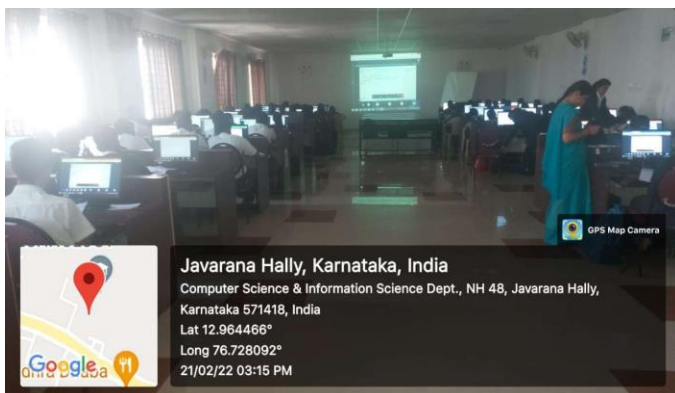 GPS Map Camera
Javarana Hally, Karnataka, India
Computer Science & Information Science Dept., NH 48, Javarana Hally,
Karnataka 571418, India
Lat 12.964466°
Long 76.728092°
21/02/22 03:15 PM
Google